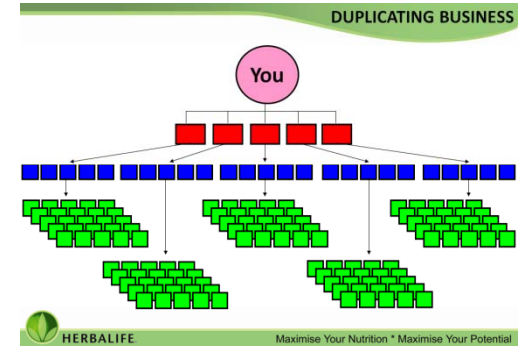 DUPLICATING BUSINESS
You
HERBALIFE.
Maximise Your Nutrition * Maximise Your Potential